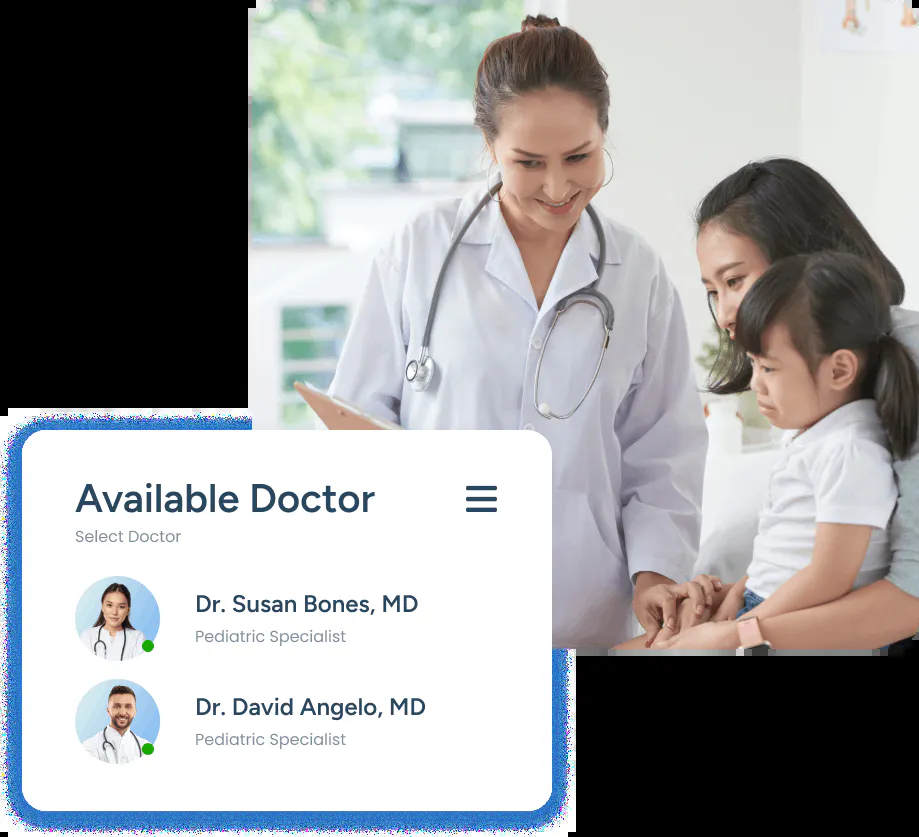 Available Doctor
Select Doctor
Dr. Susan Bones, MD
Pediatric Specialist
Dr. David Angelo, MD
Pediatric Specialist